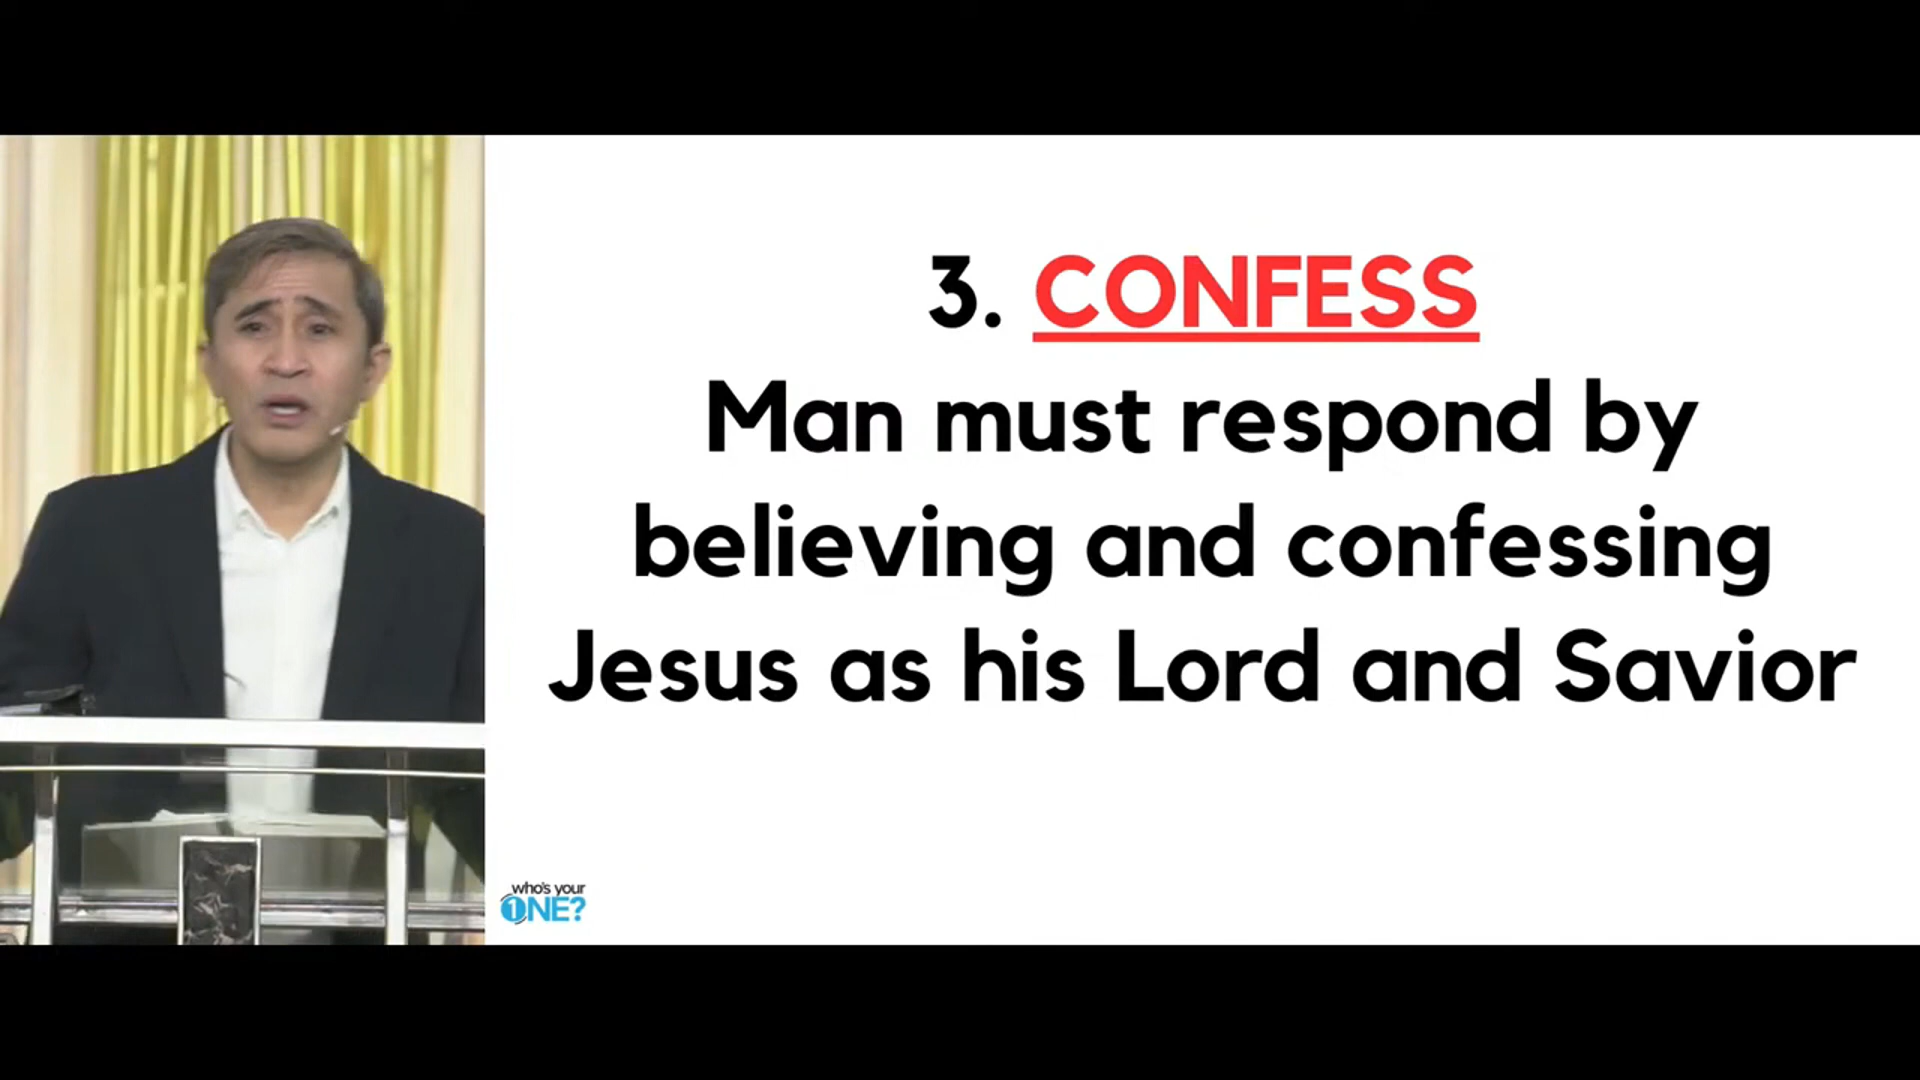 3. CONFESS
Man must respond by
believing and confessing
Jesus as his Lord and Savior
who's your
1NE?